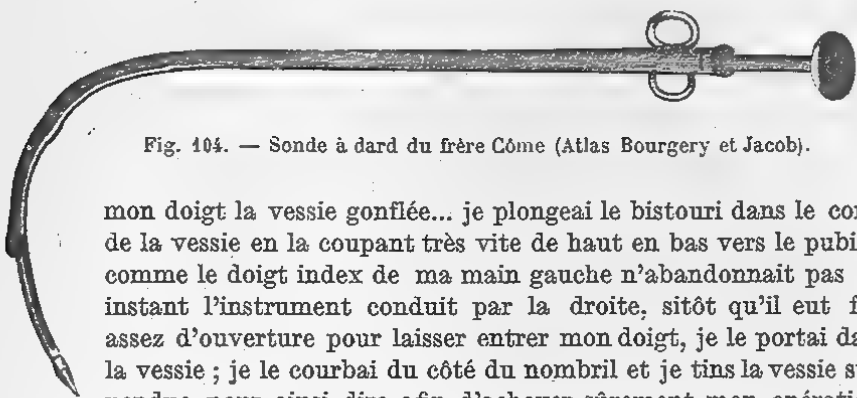 Fig. 104. — Sonde à dard du frère Côme (Atlas Bourgery et Jacob).
mon doigt la vessie gonflée... je plongeai le bistouri dans le
de la vessie en la coupant très vite de haut en bas vers le
comme le doigt index de ma main gauche n'abandonnait pas
instant l'instrument conduit par la droite, sitôt qu'il eut
assez d'ouverture pour laisser entrer mon doigt, je le portai
la vessie ; je le courbai du côté du nombril et je tins la vessie